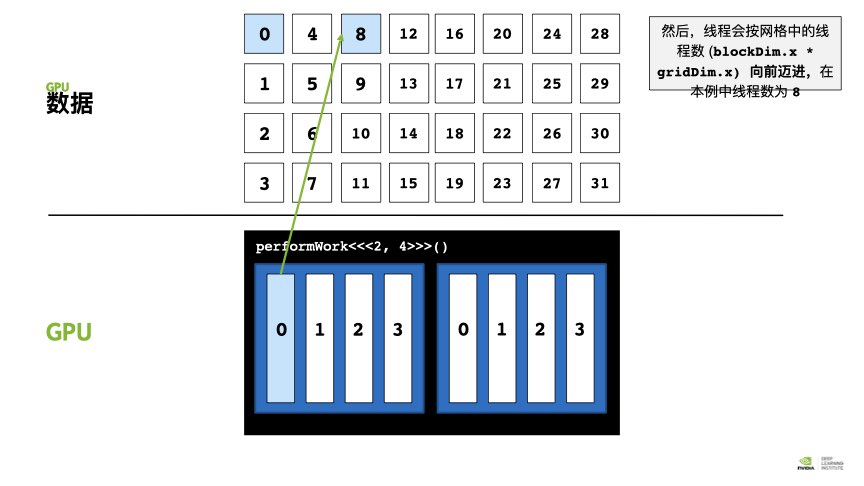 0 4 8 12 16 20 24 28
1 5 9 13 17 21 25 29
2 6 10 14 18 22 26 30
3 7 11 15 19 23 27 31
GPU
数据
然后，线程会按网格中的线
程数 (blockDim.x *
gridDim.x) 向前迈进，在
本例中线程数为 8
performWork<<<2, 4>>>()
0 1 2 3 0 1 2 3
GPU
NVIDIA
DEEP
LEARNING
INSTITUTE